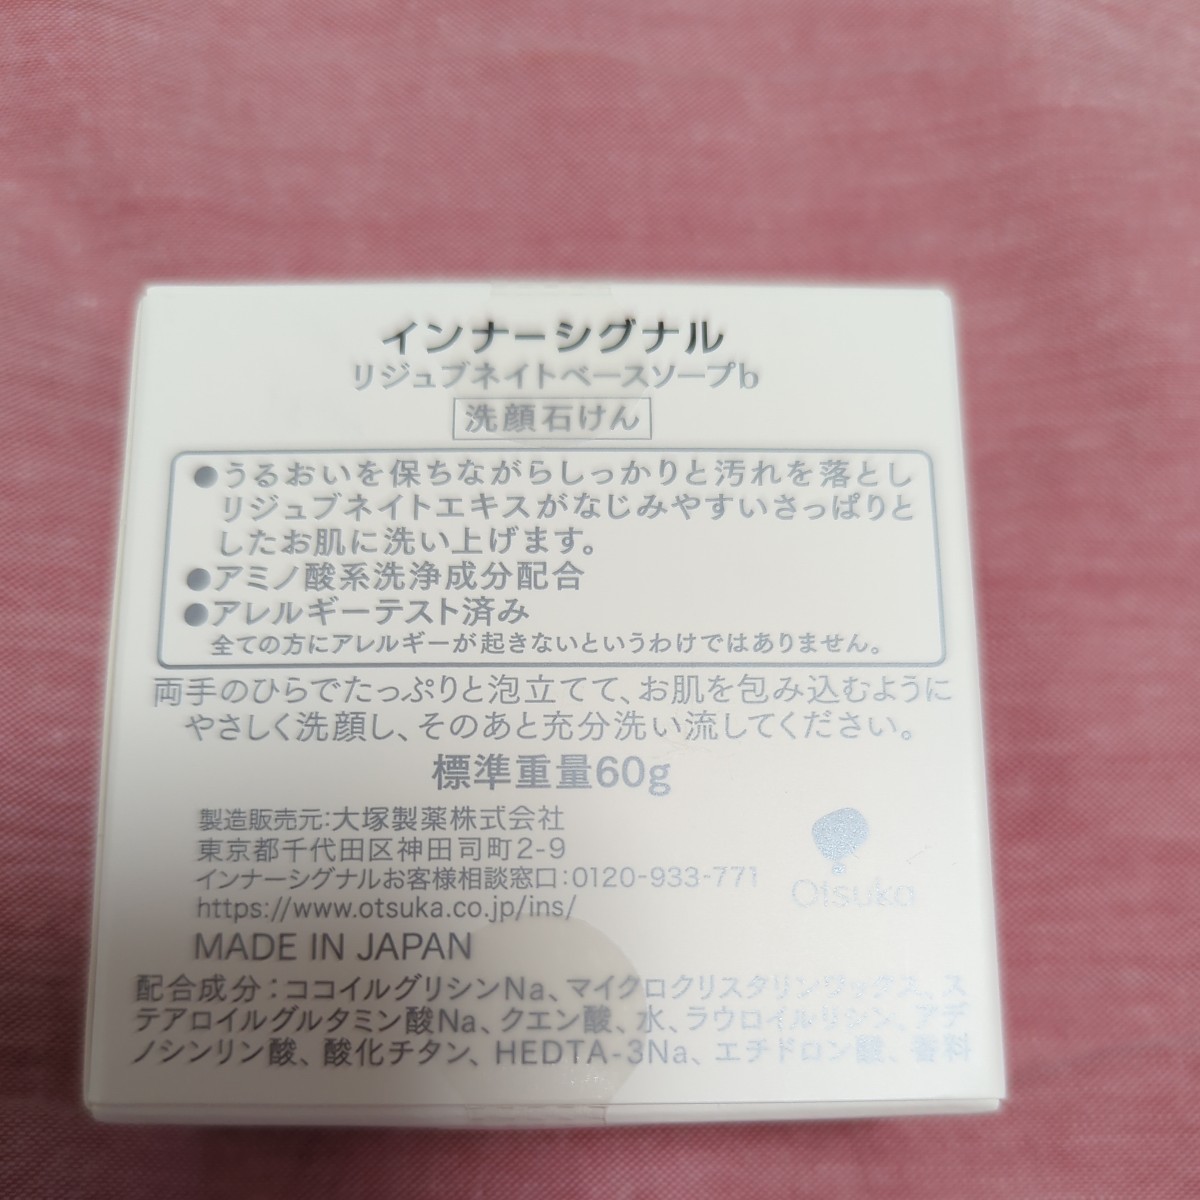 インナーシグナル
リジュブネイトベースソープb
洗顔石けん
●うるおいを保ちながらしっかりと汚れを落とし
リジュブネイトエキスがなじみやすいさっぱりと
したお肌に洗い上げます。
●アミノ酸系洗浄成分配合
●アレルギーテスト済み
全ての方にアレルギーが起きないというわけではありません。
両手のひらでたっぷりと泡立てて、お肌を包み込むように
やさしく洗顔し、そのあと充分洗い流してください。
標準重量60g
製造販売元:大塚製薬株式会社
東京都千代田区神田司町2-9
インナーシグナルお客様相談窓口:0120-933-771
https://www.otsuka.co.jp/ins/
Otsuka
MADE IN JAPAN
配合成分:ココイルグリシンNa、マイクロクリスタリンワックス、ス
テアロイルグルタミン酸Na、クエン酸、水、ラウロイルリシン、アデ
ノシンリン酸、酸化チタン、HEDTA-3Na、エチドロン酸、香料